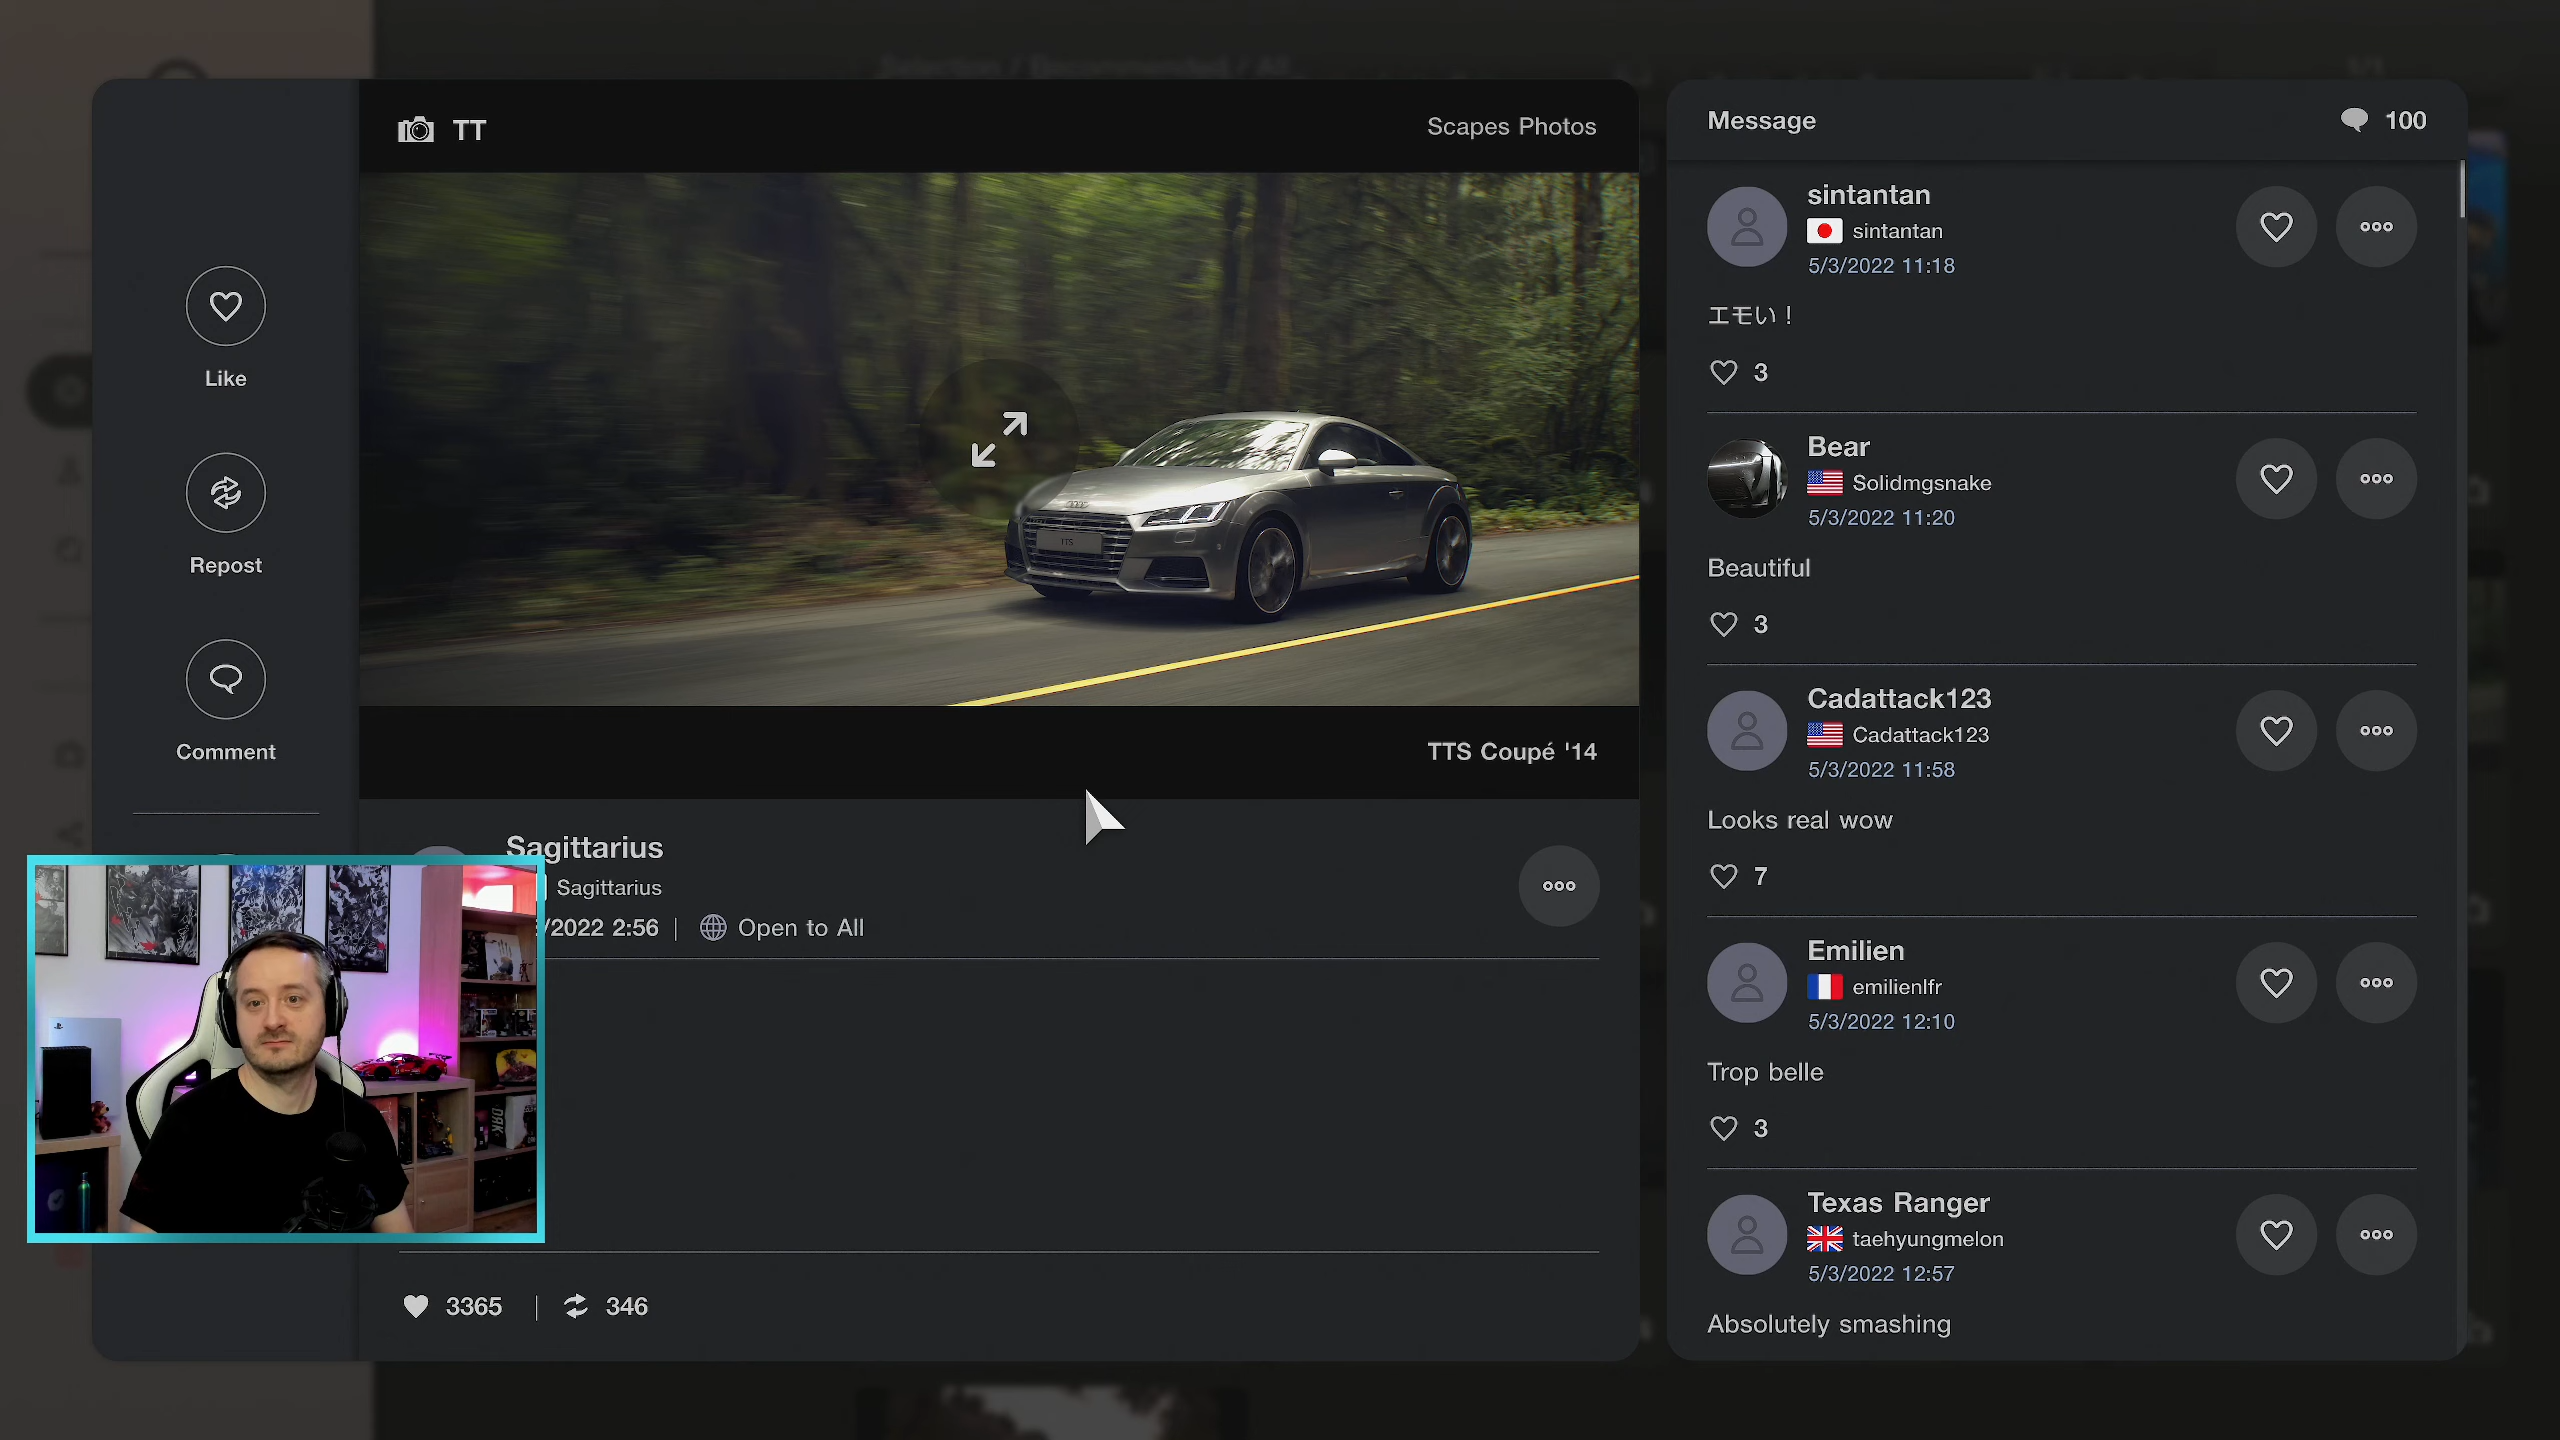 TT
Scapes Photos
Like
Repost
Comment
TTS
TTS Coupé '14
Sagittarius
Sagittarius
/2022 2:56
Open to All
3365
346
Message
100
sintantan
sintantan
5/3/2022 11:18
エモい！
3
Bear
Solidmgsnake
5/3/2022 11:20
Beautiful
3
Cadattack123
Cadattack123
5/3/2022 11:58
Looks real wow
7
Emilien
emilienlfr
5/3/2022 12:10
Trop belle
3
Texas Ranger
taehyungmelon
5/3/2022 12:57
Absolutely smashing